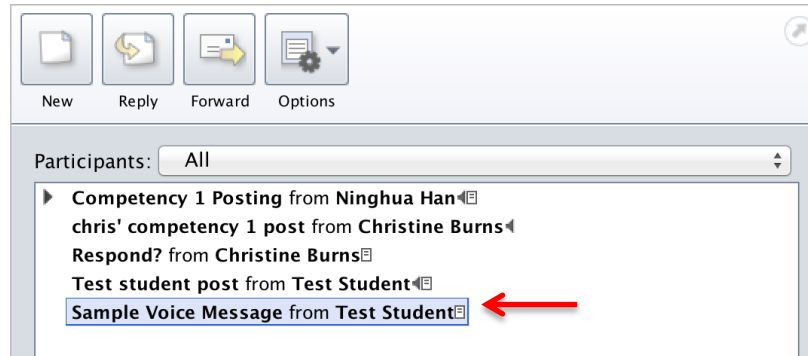 New Reply Forward Options
Participants: All
Competency 1 Posting from Ninghua Han
chris' competency 1 post from Christine Burns
Respond? from Christine Burns
Test student post from Test Student
Sample Voice Message from Test Student